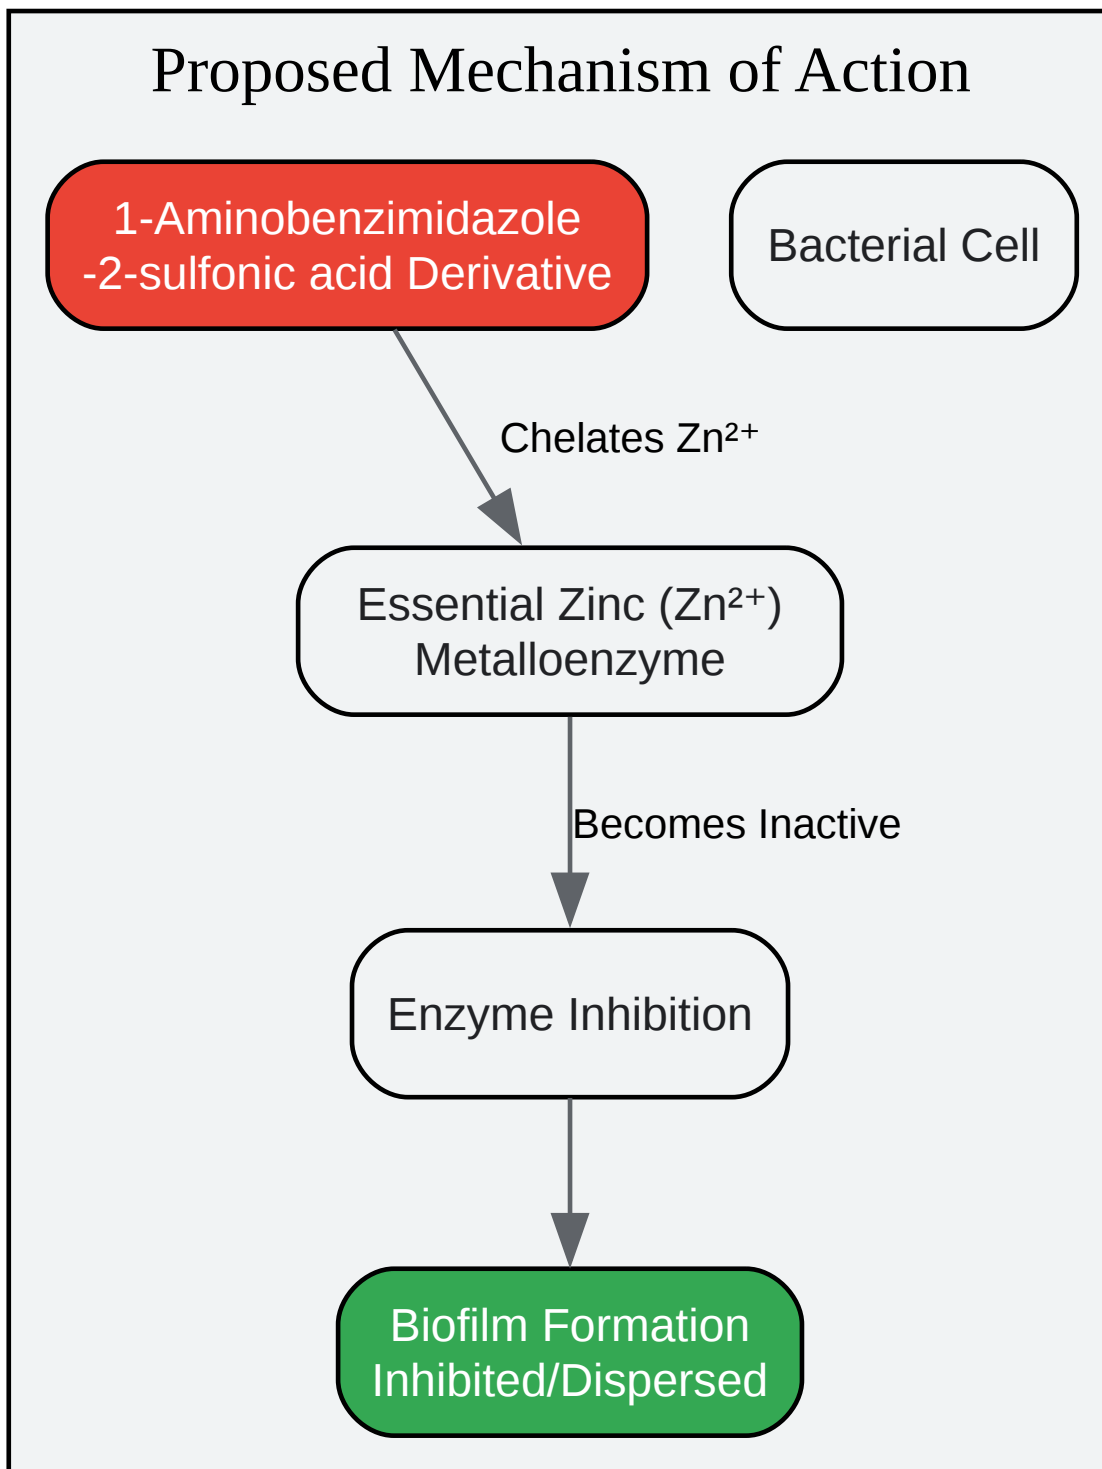 Proposed Mechanism of Action
1-Aminobenzimidazole
-2-sulfonic acid Derivative
Bacterial Cell
Chelates Zn²⁺
Essential Zinc (Zn²⁺)
Metalloenzyme
Becomes Inactive
Enzyme Inhibition
Biofilm Formation
Inhibited/Dispersed